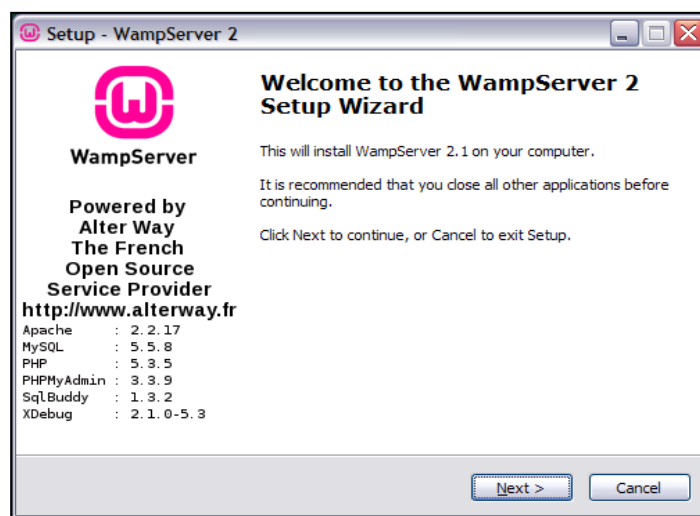 Setup - WampServer 2
WampServer
Powered by
Alter Way
The French
Open Source
Service Provider
http://www.alterway.fr
Apache : 2.2.17
MySQL : 5.5.8
PHP : 5.3.5
PHPMyAdmin : 3.3.9
SqlBuddy : 1.3.2
XDebug : 2.1.0-5.3
Welcome to the WampServer 2
Setup Wizard
This will install WampServer 2.1 on your computer.
It is recommended that you close all other applications before
continuing.
Click Next to continue, or Cancel to exit Setup.
Next >
Cancel